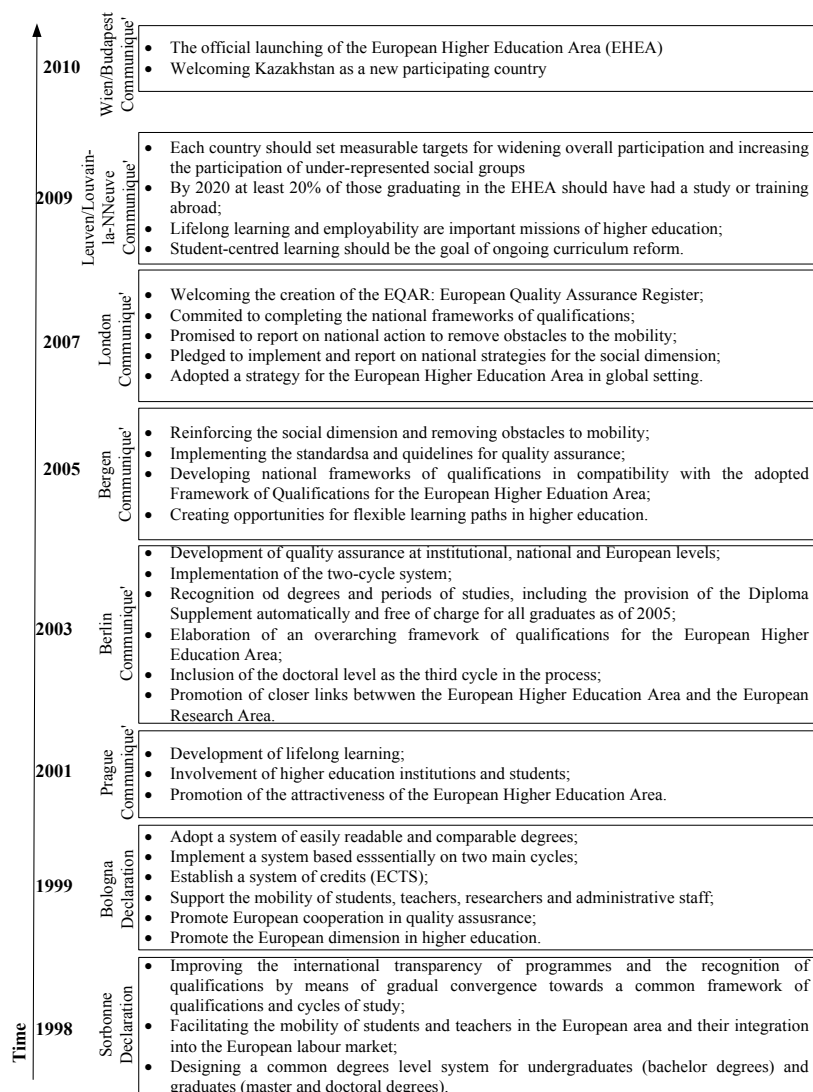 2010
Wien/Budapest
Communique'
• The official launching of the European Higher Education Area (EHEA)
• Welcoming Kazakhstan as a new participating country
2009
Leuven/Louvain-
la-NNeuve
Communique'
• Each country should set measurable targets for widening overall participation and increasing
the participation of under-represented social groups
• By 2020 at least 20% of those graduating in the EHEA should have had a study or training
abroad;
• Lifelong learning and employability are important missions of higher education;
• Student-centred learning should be the goal of ongoing curriculum reform.
2007
London
Communique'
• Welcoming the creation of the EQAR: European Quality Assurance Register;
• Commited to completing the national frameworks of qualifications;
• Promised to report on national action to remove obstacles to the mobility;
• Pledged to implement and report on national strategies for the social dimension;
• Adopted a strategy for the European Higher Education Area in global setting.
2005
Bergen
Communique'
• Reinforcing the social dimension and removing obstacles to mobility;
• Implementing the standardsa and quidelines for quality assurance;
• Developing national frameworks of qualifications in compatibility with the adopted
Framework of Qualifications for the European Higher Eduation Area;
• Creating opportunities for flexible learning paths in higher education.
2003
Berlin
Communique'
• Development of quality assurance at institutional, national and European levels;
• Implementation of the two-cycle system;
• Recognition od degrees and periods of studies, including the provision of the Diploma
Supplement automatically and free of charge for all graduates as of 2005;
• Elaboration of an overarching framevork of qualifications for the European Higher
Education Area;
• Inclusion of the doctoral level as the third cycle in the process;
• Promotion of closer links betwwen the European Higher Education Area and the European
Research Area.
2001
Prague
Communique'
• Development of lifelong learning;
• Involvement of higher education institutions and students;
• Promotion of the attractiveness of the European Higher Education Area.
1999
Bologna
Declaration
• Adopt a system of easily readable and comparable degrees;
• Implement a system based esssentially on two main cycles;
• Establish a system of credits (ECTS);
• Support the mobility of students, teachers, researchers and administrative staff;
• Promote European cooperation in quality assusrance;
• Promote the European dimension in higher education.
Time
1998
Sorbonne
Declaration
• Improving the international transparency of programmes and the recognition of
qualifications by means of gradual convergence towards a common framework of
qualifications and cycles of study;
• Facilitating the mobility of students and teachers in the European area and their integration
into the European labour market;
• Designing a common degrees level system for undergraduates (bachelor degrees) and
graduates (master and doctoral degrees).